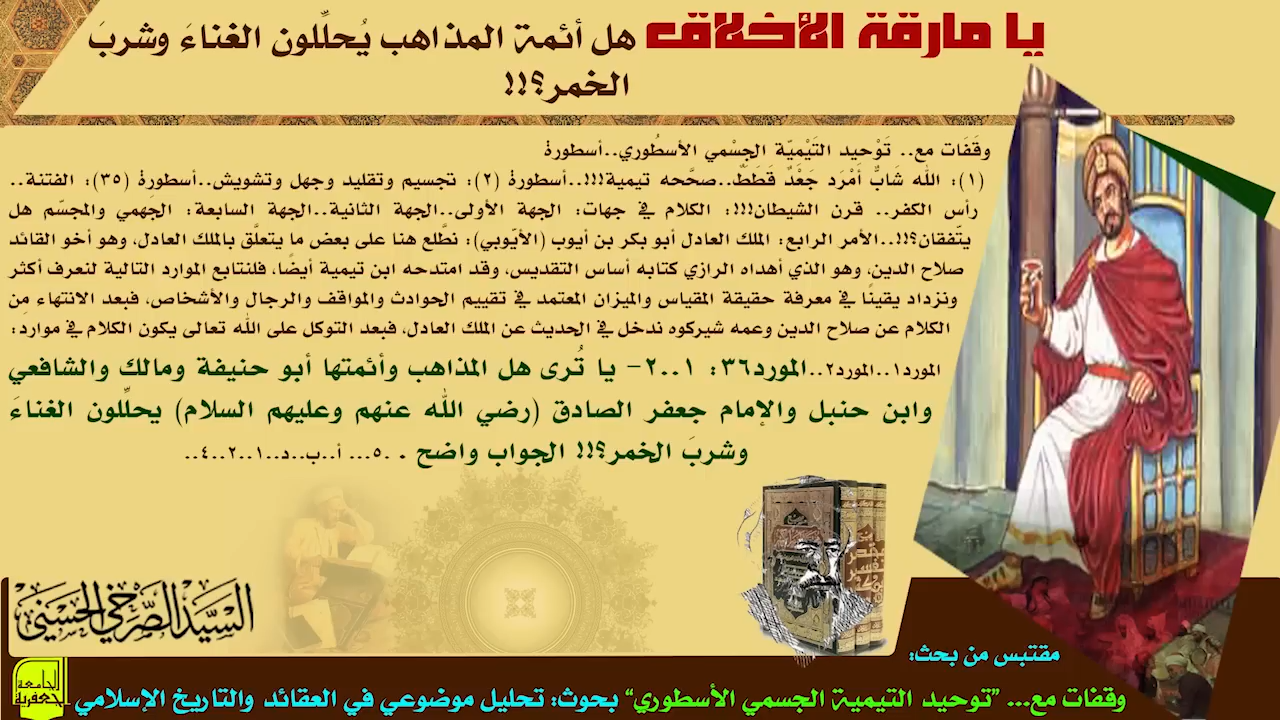 يا مارقة الأخلاق هل أئمة المذاهب يُحلِّلون الغناءَ وشربَ
الخمر؟!!
وقَفَات مع.. تَوْحيد التَيْميّة الجِسْمي الأسطُوري..أسطورة
(١): الله شَابٌّ أَمْرَد جَعْدٌ قَطَطٌ..صحَّحه تيمية!!!..أسطورة (٢): تجسيم وتقليد وجهل وتشويش..أسطورة (٣٥): الفتنة..
رأس الكفر.. قرن الشيطان!!!: الكلام في جهات: الجهة الأولى..الجهة الثانية..الجهة السابعة: الجَهمي والمجسّم هل
يتّفقان؟!!..الأمر الرابع: الملك العادل أبو بكر بن أيوب (الأيّوبي): نطَّلع هنا على بعض ما يتعلَّق بالملك العادل، وهو أخو القائد
صلاح الدين، وهو الذي أهداه الرازي كتابه أساس التقديس، وقد امتدحه ابن تيمية أيضًا، فلنتابع الموارد التالية لنعرف أكثر
ونزداد يقينًا في معرفة حقيقة المقياس والميزان المعتمد في تقييم الحوادث والمواقف والرجال والأشخاص، فبعد الانتهاءِ مِن
الكلام عن صلاح الدين وعمه شيركوه ندخل في الحديث عن الملك العادل، فبعد التوكل على الله تعالى يكون الكلام في مواردَ:
المورد١..المورد٢..المورد٣٦: ١..٢- يا تُرى هل المذاهب وأئمتها أبو حنيفة ومالك والشافعي
وابن حنبل والإمام جعفر الصادق (رضي الله عنهم وعليهم السلام) يحلِّلون الغناءَ
وشربَ الخمر؟!! الجواب واضح . ٥... أ..ب..د..١..٢..٤..
السيد الصرخي الحسني
مقتبس من بحث:
وقفات مع... "توحيد التيمية الجسمي الأسطوري" بحوث: تحليل موضوعي في العقائد والتاريخ الإسلامي